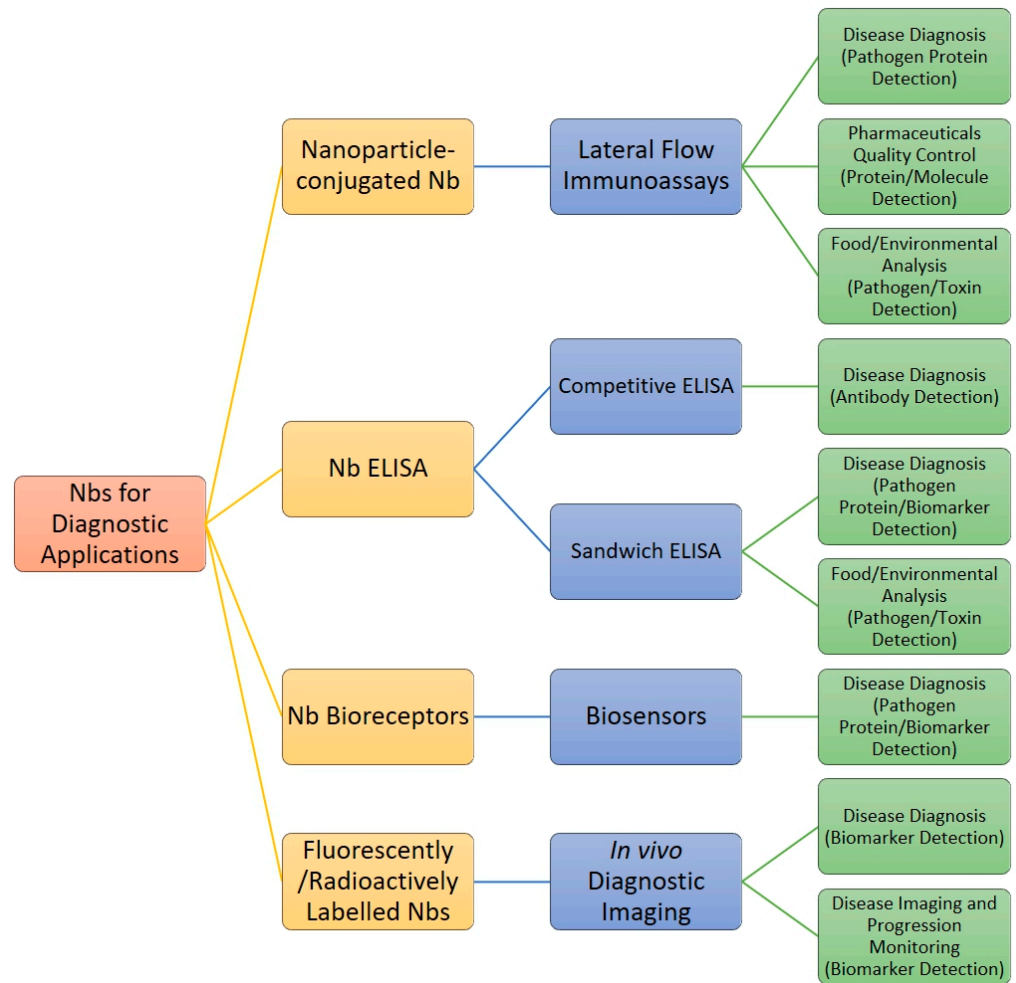 Nbs for
Diagnostic
Applications
Nanoparticle-
conjugated Nb
Lateral Flow
Immunoassays
Disease Diagnosis
(Pathogen Protein
Detection)
Pharmaceuticals
Quality Control
(Protein/Molecule
Detection)
Food/Environmental
Analysis
(Pathogen/Toxin
Detection)
Nb ELISA
Competitive ELISA
Disease Diagnosis
(Antibody Detection)
Sandwich ELISA
Disease Diagnosis
(Pathogen
Protein/Biomarker
Detection)
Food/Environmental
Analysis
(Pathogen/Toxin
Detection)
Nb Bioreceptors
Biosensors
Disease Diagnosis
(Pathogen
Protein/Biomarker
Detection)
Fluorescently
/Radioactively
Labelled Nbs
In vivo
Diagnostic
Imaging
Disease Diagnosis
(Biomarker Detection)
Disease Imaging and
Progression
Monitoring
(Biomarker Detection)